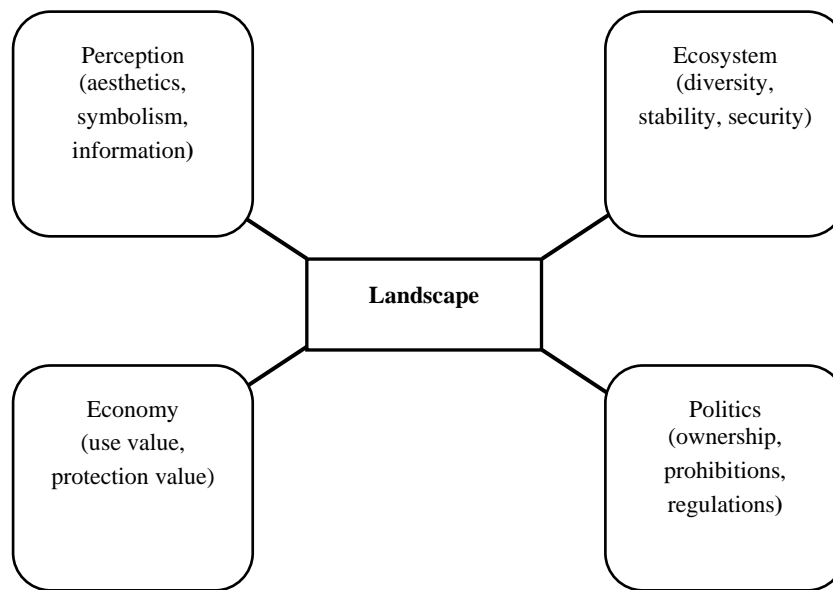 Perception
(aesthetics,
symbolism,
information)
Ecosystem
(diversity,
stability, security)
Landscape
Economy
(use value,
protection value)
Politics
(ownership,
prohibitions,
regulations)